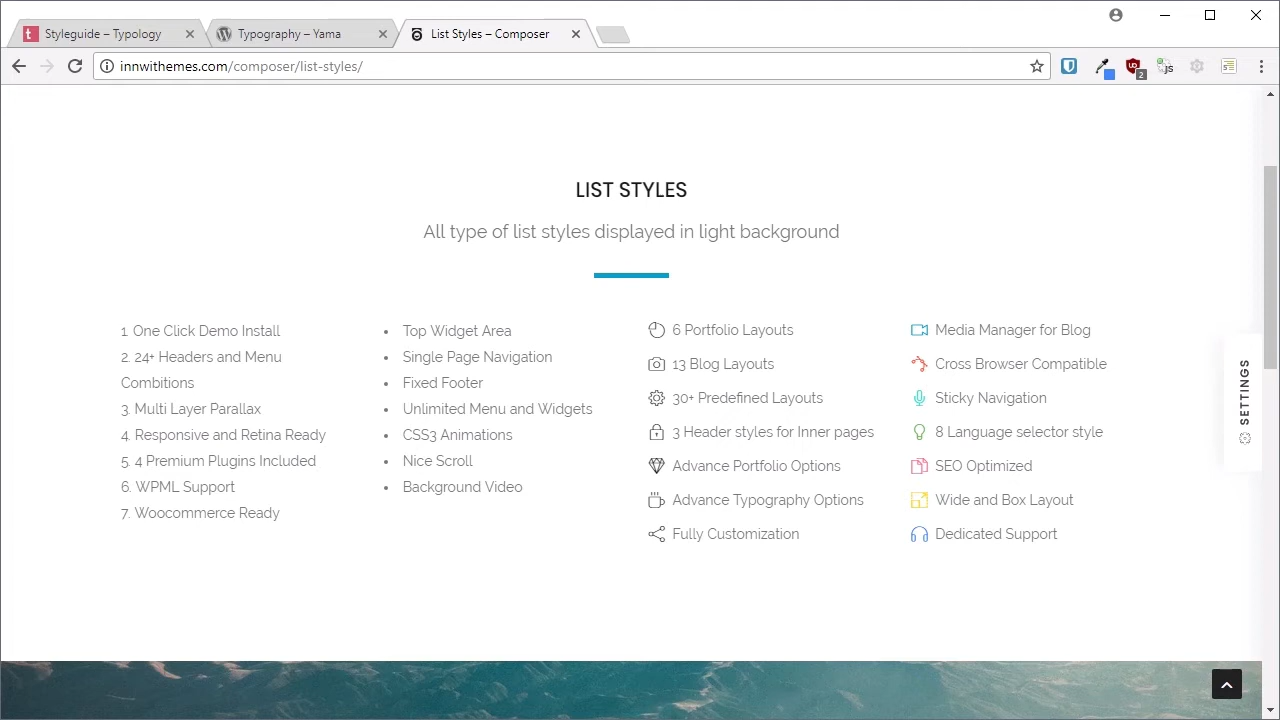 Styleguide – Typology
Typography – Yama
List Styles – Composer
innwithemes.com/composer/list-styles/
2
js
LIST STYLES
All type of list styles displayed in light background
1. One Click Demo Install
2. 24+ Headers and Menu
Combitions
3. Multi Layer Parallax
4. Responsive and Retina Ready
5. 4 Premium Plugins Included
6. WPML Support
7. Woocommerce Ready
• Top Widget Area
• Single Page Navigation
• Fixed Footer
• Unlimited Menu and Widgets
• CSS3 Animations
• Nice Scroll
• Background Video
6 Portfolio Layouts
13 Blog Layouts
30+ Predefined Layouts
3 Header styles for Inner pages
Advance Portfolio Options
Advance Typography Options
Fully Customization
Media Manager for Blog
Cross Browser Compatible
Sticky Navigation
8 Language selector style
SEO Optimized
Wide and Box Layout
Dedicated Support
SETTINGS